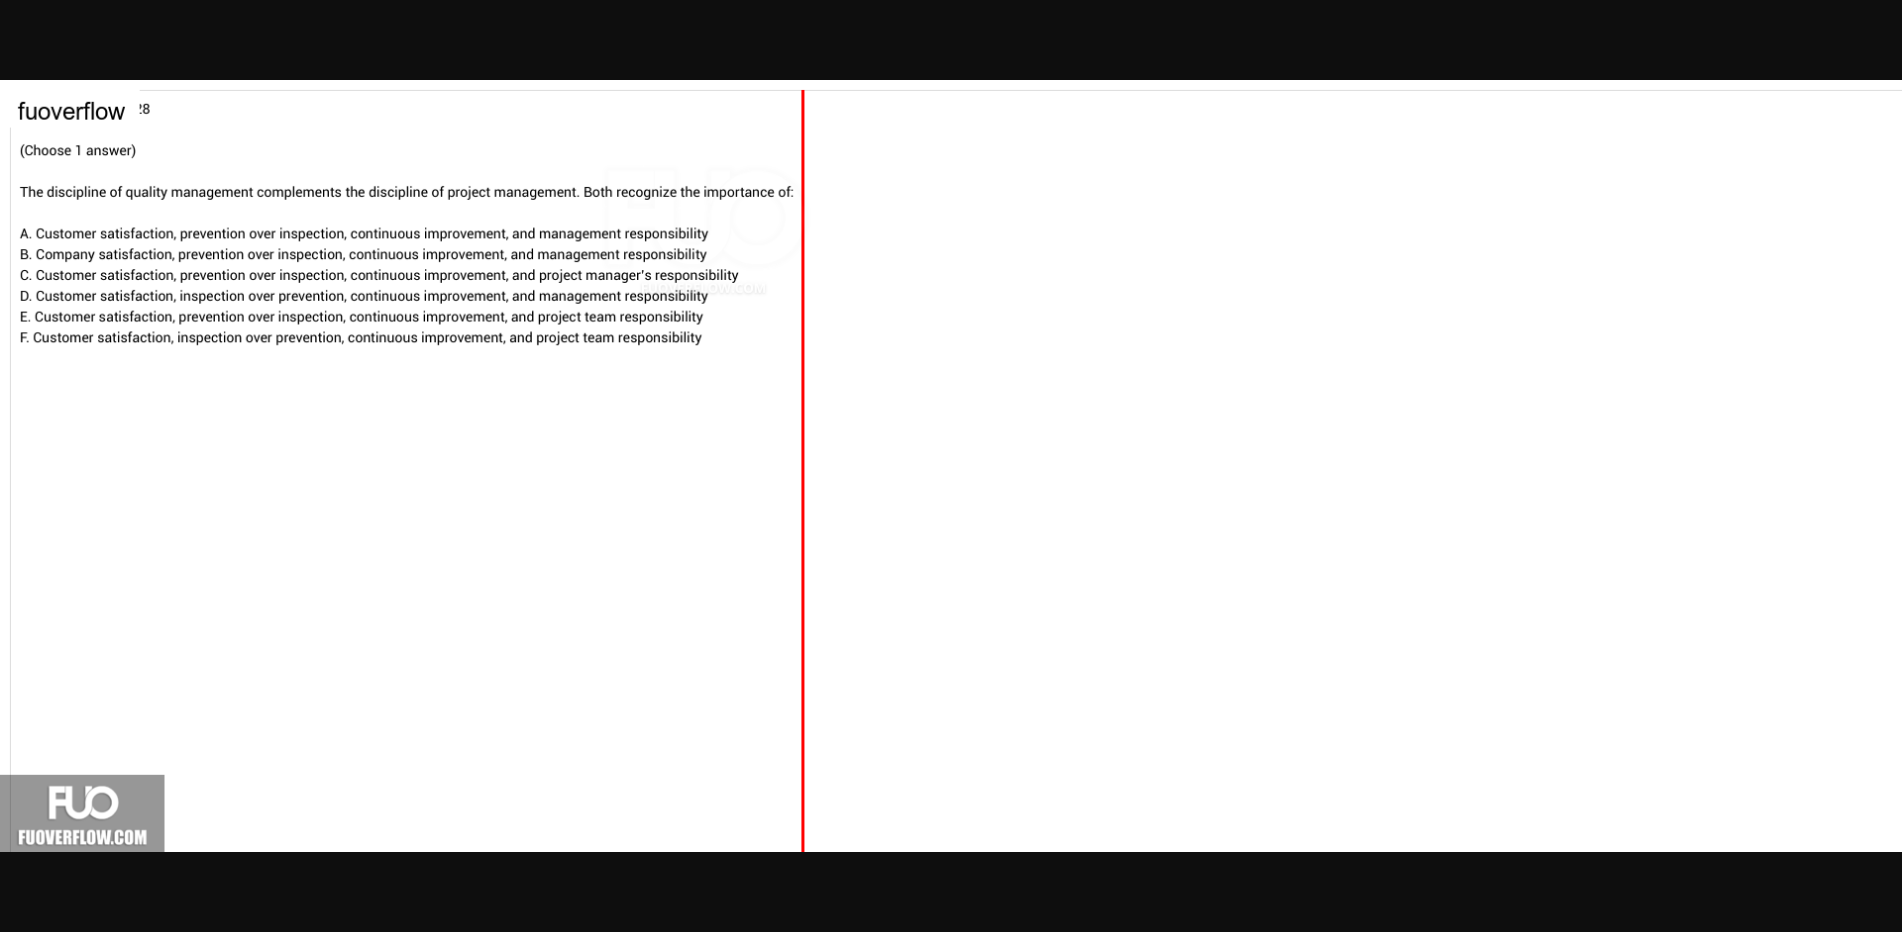 fuoverflow 28
(Choose 1 answer)
The discipline of quality management complements the discipline of project management. Both recognize the importance of:
A. Customer satisfaction, prevention over inspection, continuous improvement, and management responsibility
B. Company satisfaction, prevention over inspection, continuous improvement, and management responsibility
C. Customer satisfaction, prevention over inspection, continuous improvement, and project manager's responsibility
FUOVERFLOW.COM
D. Customer satisfaction, inspection over prevention, continuous improvement, and management responsibility
E. Customer satisfaction, prevention over inspection, continuous improvement, and project team responsibility
F. Customer satisfaction, inspection over prevention, continuous improvement, and project team responsibility
FUO
FUOVERFLOW.COM